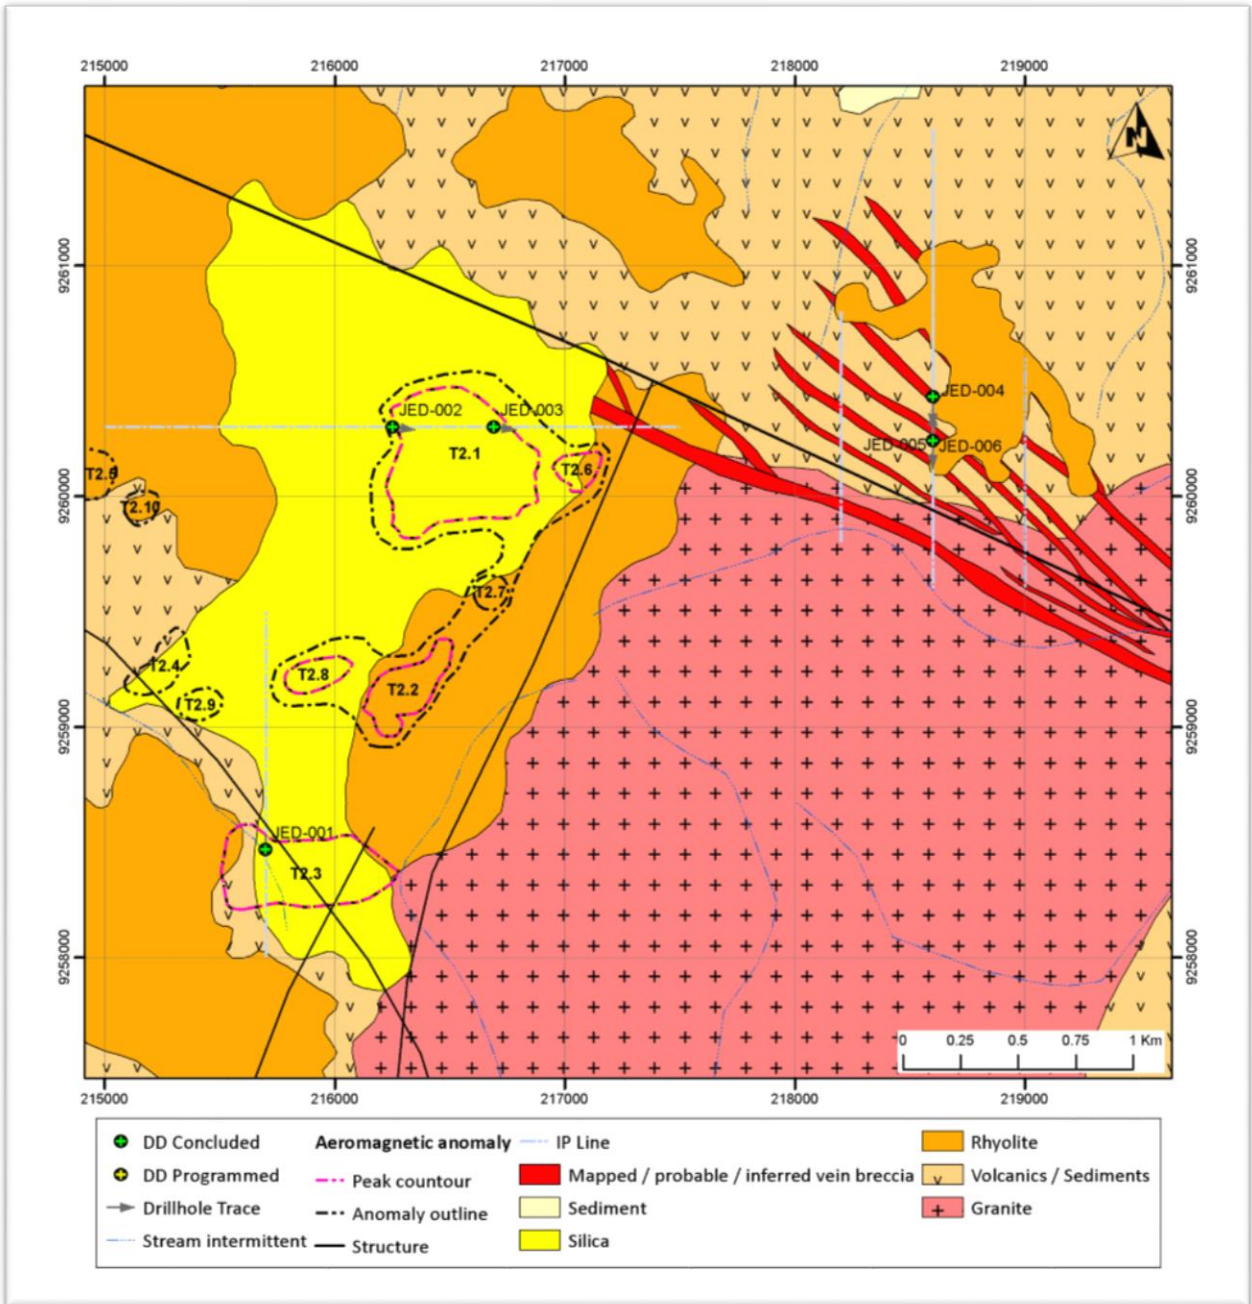 215000 216000 217000 218000 219000
N
9261000 9261000
JED-004
JED-002 JED-003
JED-005 JED-006
T2.1
T2.6
T2.10
9260000 9260000
T2.7
T2.4
T2.8
T2.2
T2.9
9259000 9259000
JED-001
T2.3
9258000 9258000
0 0.25 0.5 0.75 1 Km
215000 216000 217000 218000 219000
DD Concluded Aeromagnetic anomaly IP Line Rhyolite
DD Programmed Peak countour Mapped / probable / inferred vein breccia Volcanics / Sediments
Drillhole Trace Anomaly outline Sediment Granite
Stream intermittent Structure Silica